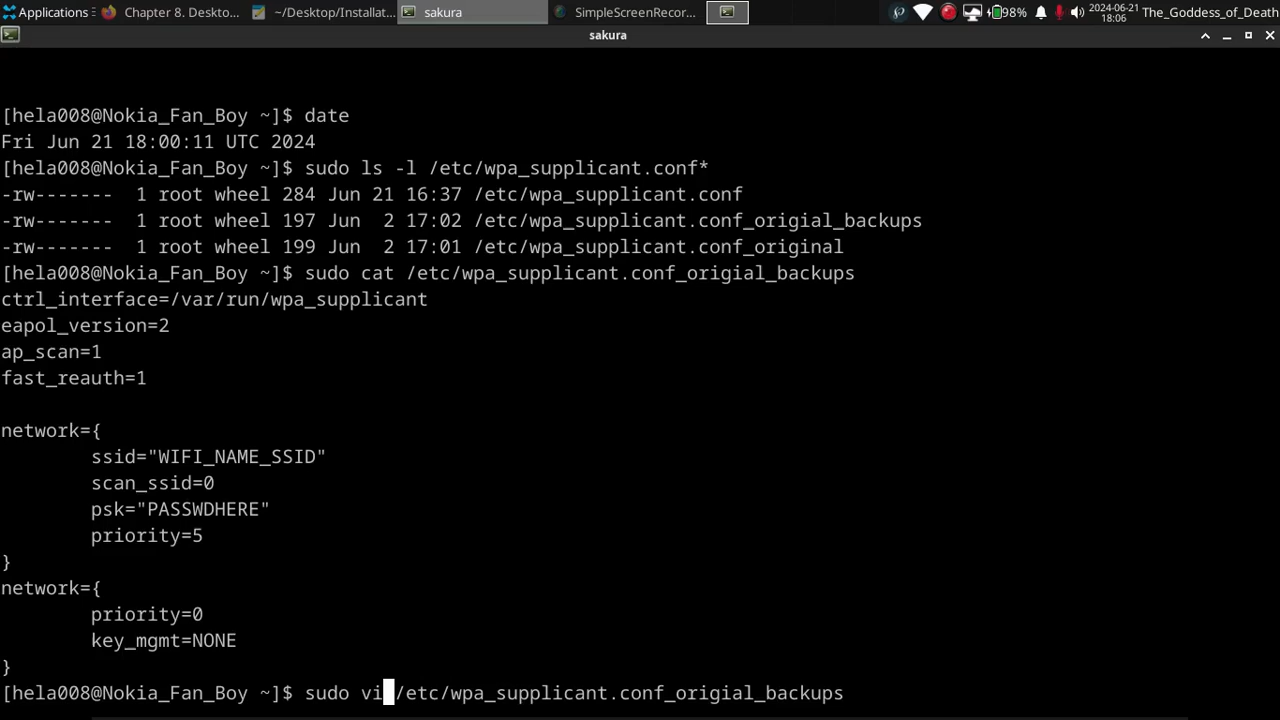 Applications
Chapter 8. Deskto...
~/Desktop/Installat...
sakura
SimpleScreenRecor...
98%
2024-06-21
18:06
The_Goddess_of_Death
sakura
[hela008@Nokia_Fan_Boy ~]$ date
Fri Jun 21 18:00:11 UTC 2024
[hela008@Nokia_Fan_Boy ~]$ sudo ls -l /etc/wpa_supplicant.conf*
-rw-------  1 root wheel 284 Jun 21 16:37 /etc/wpa_supplicant.conf
-rw-------  1 root wheel 197 Jun  2 17:02 /etc/wpa_supplicant.conf_origial_backups
-rw-------  1 root wheel 199 Jun  2 17:01 /etc/wpa_supplicant.conf_original
[hela008@Nokia_Fan_Boy ~]$ sudo cat /etc/wpa_supplicant.conf_origial_backups
ctrl_interface=/var/run/wpa_supplicant
eapol_version=2
ap_scan=1
fast_reauth=1
network={
        ssid="WIFI_NAME_SSID"
        scan_ssid=0
        psk="PASSWDHERE"
        priority=5
}
network={
        priority=0
        key_mgmt=NONE
}
[hela008@Nokia_Fan_Boy ~]$ sudo vi /etc/wpa_supplicant.conf_origial_backups